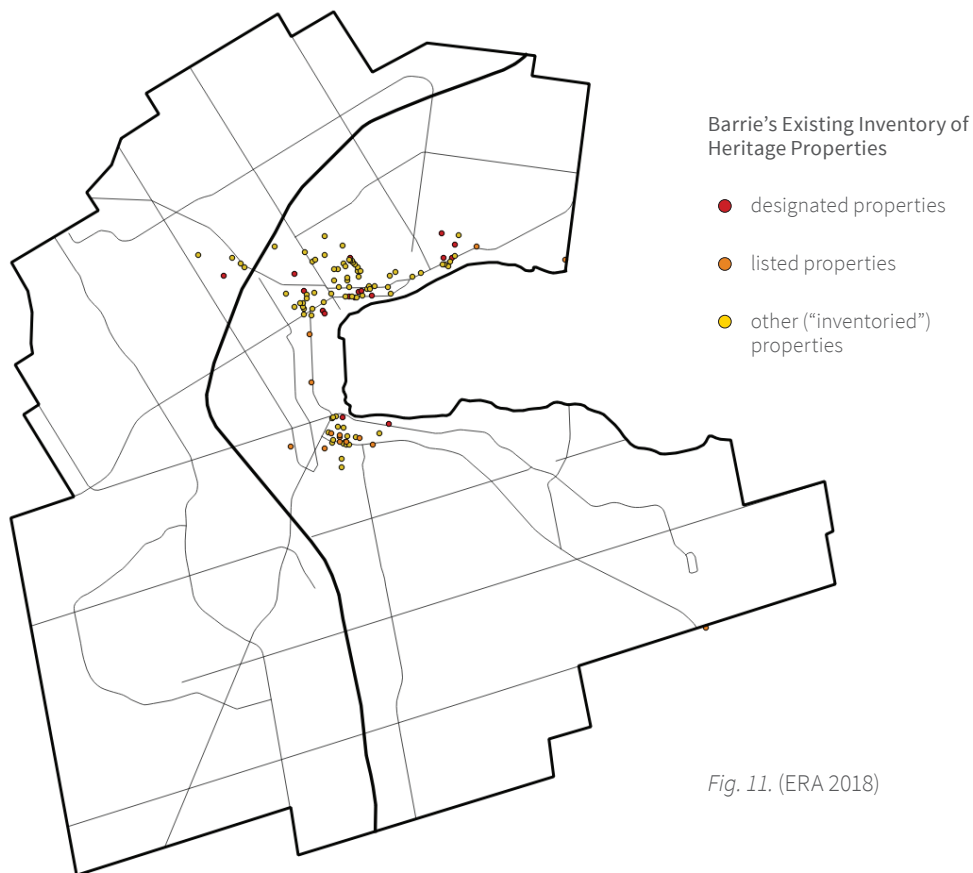 Barrie's Existing Inventory of
Heritage Properties
designated properties
listed properties
other (“inventoried”)
properties
Fig. 11. (ERA 2018)